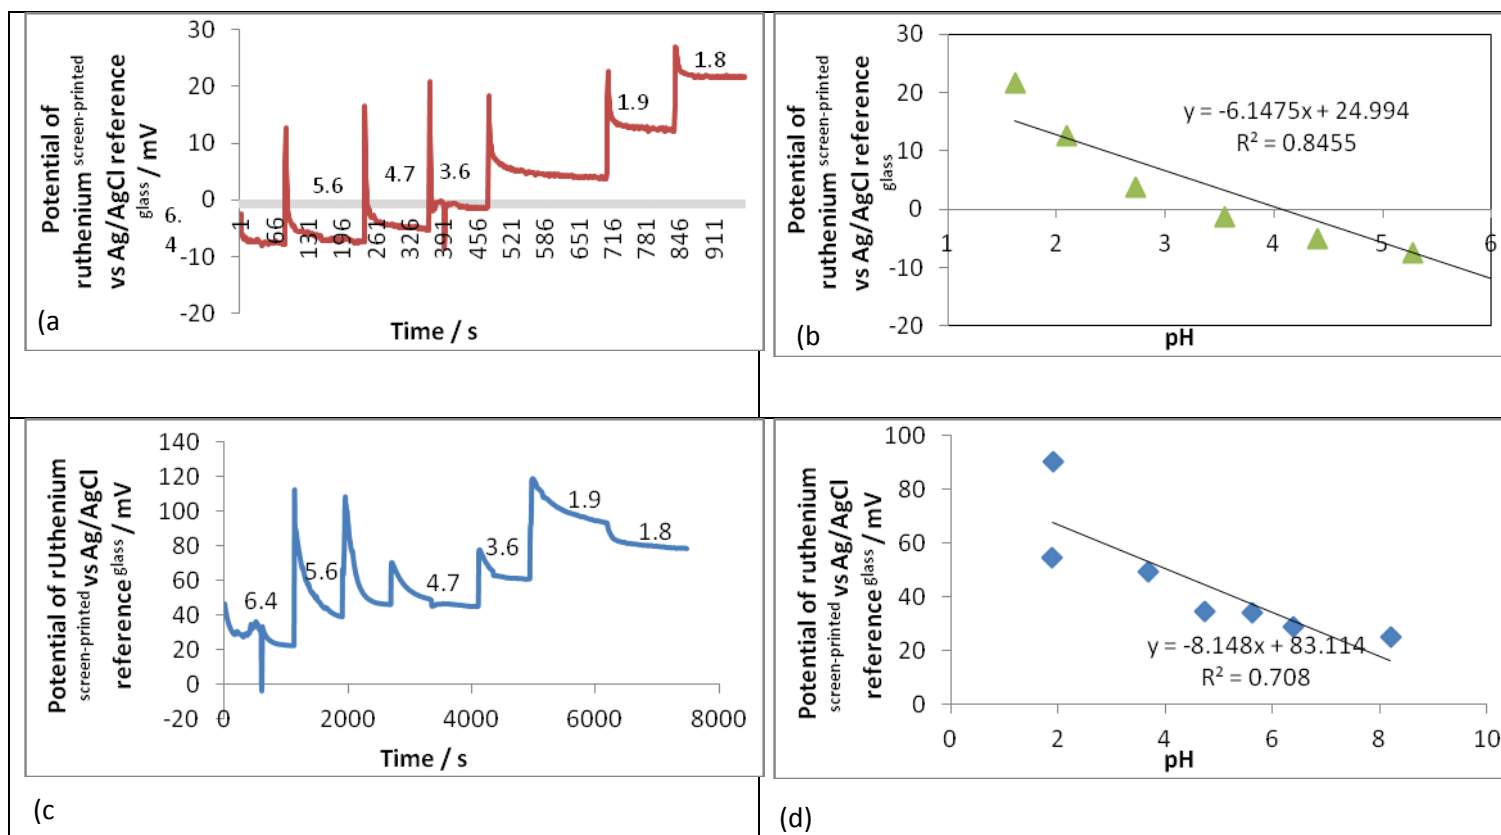 Potential of
ruthenium screen-printed
vs Ag/AgCl reference
glass / mV
30
20
10
0
-10
-20
6.
4
5.6
4.7
3.6
1.9
1.8
1
66
131
196
261
326
391
456
521
586
651
716
781
846
911
Time / s
(a
Potential of
ruthenium screen-printed
vs Ag/AgCl reference
glass
30
20
10
0
-10
-20
y = -6.1475x + 24.994
R² = 0.8455
1
2
3
4
5
6
pH
(b
Potential of rUthenium
screen-printed vs Ag/AgCl
reference glass / mV
140
120
100
80
60
40
20
0
-20
6.4
5.6
4.7
3.6
1.9
1.8
0
2000
4000
6000
8000
Time / s
(c
Potential of ruthenium
screen-printed vs Ag/AgCl
reference glass / mV
100
80
60
40
20
0
y = -8.148x + 83.114
R² = 0.708
0
2
4
6
8
10
pH
(d)